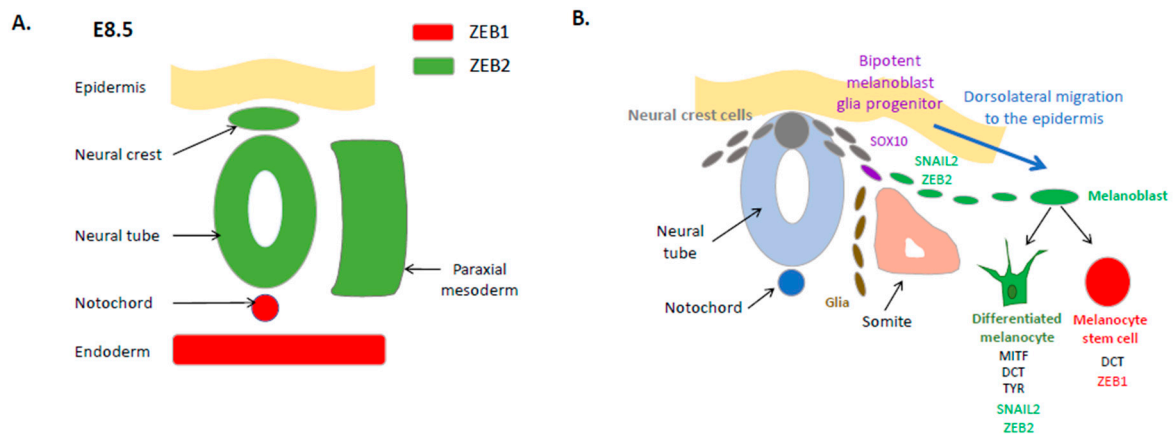 A.
E8.5
ZEB1
ZEB2
Epidermis
Neural crest
Neural tube
Notochord
Endoderm
Paraxial
mesoderm
B.
Bipotent
melanoblast
glia progenitor
Dorsolateral migration
to the epidermis
Neural crest cells
SOX10
SNAIL2
ZEB2
Melanoblast
Neural
tube
Notochord
Glia
Somite
Differentiated
melanocyte
MITF
DCT
TYR
SNAIL2
ZEB2
Melanocyte
stem cell
DCT
ZEB1